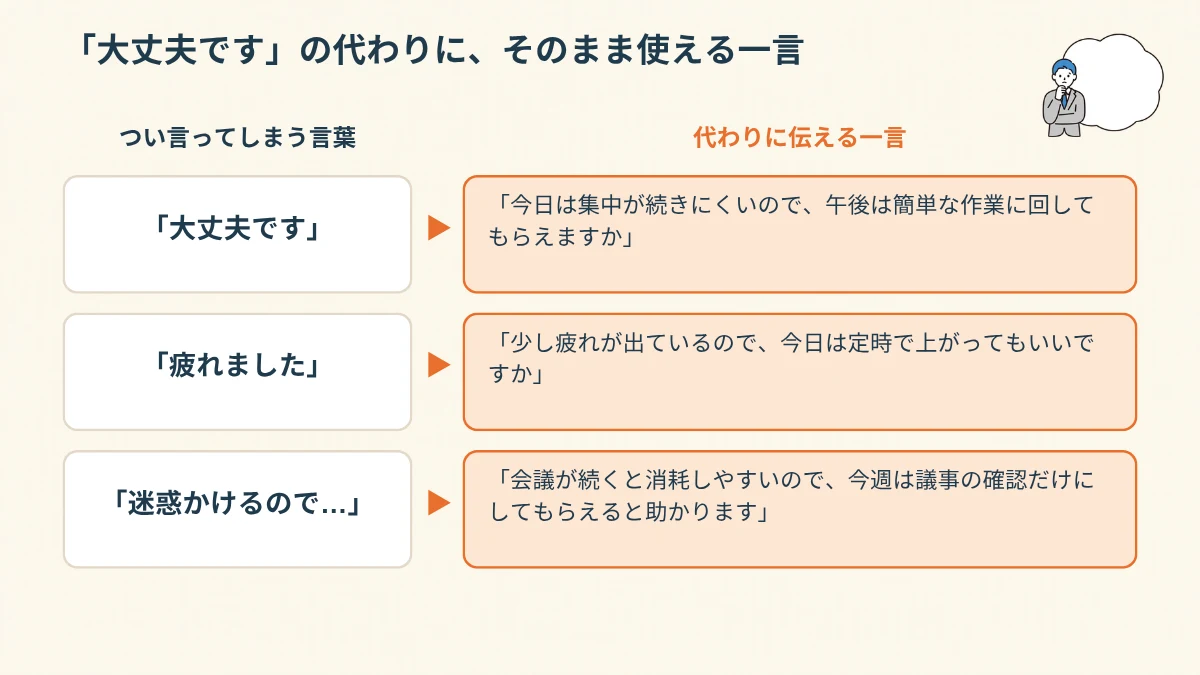 「大丈夫です」の代わりに、そのまま使える一言
つい言ってしまう言葉
代わりに伝える一言
「大丈夫です」
「今日は集中が続きにくいので、午後は簡単な作業に回して
もらえますか」
「疲れました」
「少し疲れが出ているので、今日は定時で上がってもいいで
すか」
「迷惑かけるので…」
「会議が続くと消耗しやすいので、今週は議事の確認だけに
してもらえると助かります」